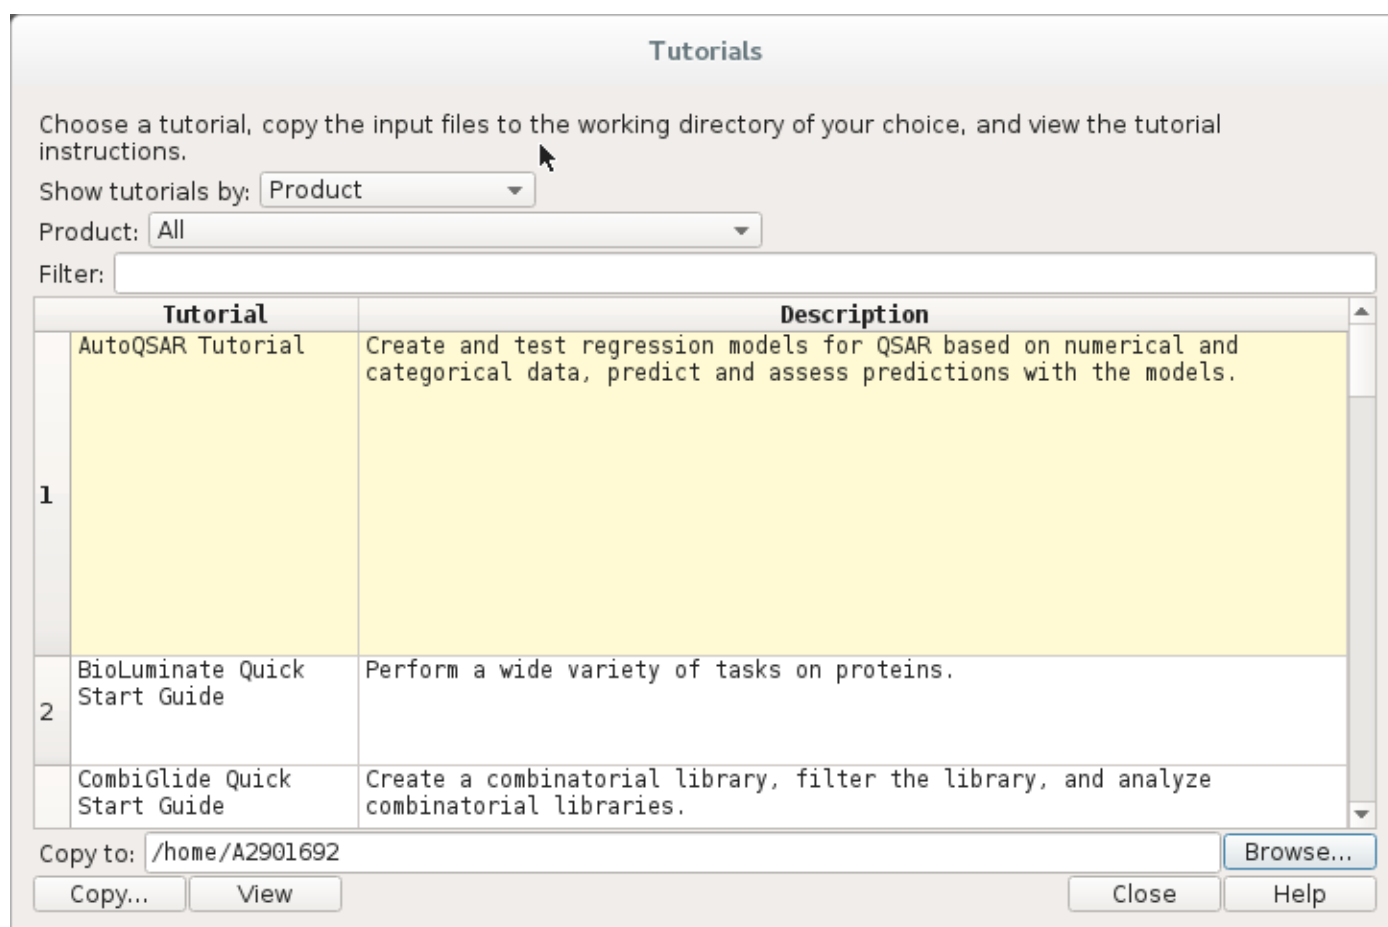 Tutorials
Choose a tutorial, copy the input files to the working directory of your choice, and view the tutorial
instructions.
Show tutorials by: Product
Product: All
Filter:
Tutorial Description
1
AutoQSAR Tutorial
Create and test regression models for QSAR based on numerical and
categorical data, predict and assess predictions with the models.
2
BioLuminate Quick
Start Guide
Perform a wide variety of tasks on proteins.
CombiGlide Quick
Start Guide
Create a combinatorial library, filter the library, and analyze
combinatorial libraries.
Copy to: /home/A2901692 Browse...
Copy... View Close Help